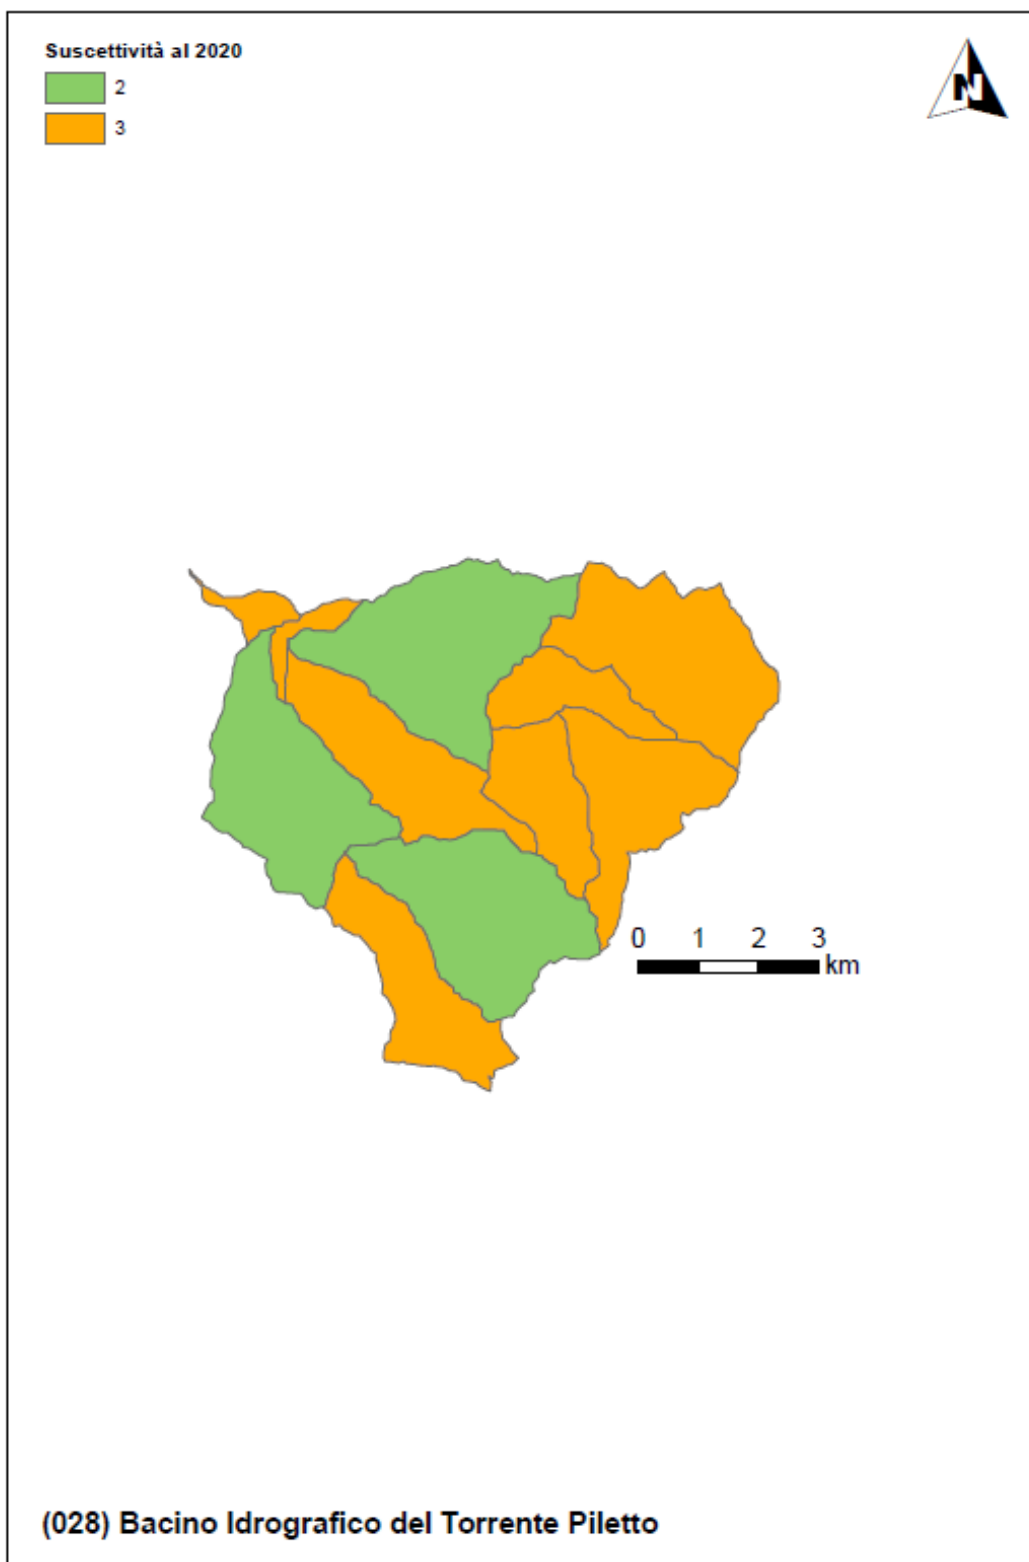 Suscettività al 2020
2
3
N
0 1 2 3
km
(028) Bacino Idrografico del Torrente Piletto